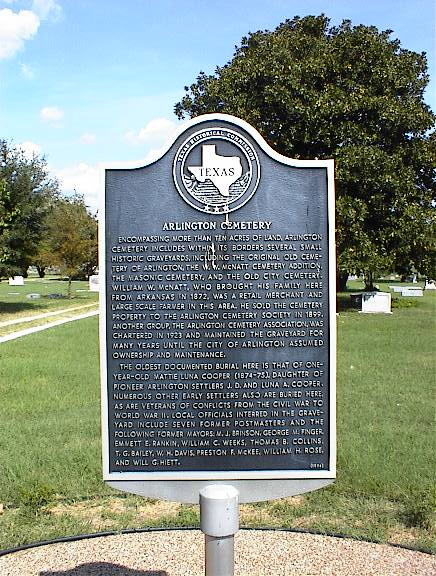 TEXAS HISTORICAL COMMISSION
TEXAS
ARLINGTON CEMETERY
ENCOMPASSING MORE THAN TEN ACRES OF LAND, ARLINGTON
CEMETERY INCLUDES WITHIN ITS BORDERS SEVERAL SMALL
HISTORIC GRAVEYARDS, INCLUDING THE ORIGINAL OLD CEME-
TERY OF ARLINGTON, THE W. W. MCNATT CEMETERY ADDITION,
THE MASONIC CEMETERY, AND THE OLD CITY CEMETERY.
WILLIAM W. MCNATT, WHO BROUGHT HIS FAMILY HERE
FROM ARKANSAS IN 1872, WAS A RETAIL MERCHANT AND
LARGE SCALE FARMER IN THIS AREA. HE SOLD THE CEMETERY
PROPERTY TO THE ARLINGTON CEMETERY SOCIETY IN 1899.
ANOTHER GROUP, THE ARLINGTON CEMETERY ASSOCIATION, WAS
CHARTERED IN 1923 AND MAINTAINED THE GRAVEYARD FOR
MANY YEARS UNTIL THE CITY OF ARLINGTON ASSUMED
OWNERSHIP AND MAINTENANCE.
THE OLDEST DOCUMENTED BURIAL HERE IS THAT OF ONE-
YEAR-OLD MATTIE LUNA COOPER (1874-75), DAUGHTER OF
PIONEER ARLINGTON SETTLERS J. D. AND LUNA A. COOPER.
NUMEROUS OTHER EARLY SETTLERS ALSO ARE BURIED HERE,
AS ARE VETERANS OF CONFLICTS FROM THE CIVIL WAR TO
WORLD WAR II. LOCAL OFFICIALS INTERRED IN THE GRAVE-
YARD INCLUDE SEVEN FORMER POSTMASTERS AND THE
FOLLOWING FORMER MAYORS: M. J. BRINSON, GEORGE M. FINGER,
EMMETT E. RANKIN, WILLIAM C. WEEKS, THOMAS B. COLLINS,
T. G. BAILEY, W. H. DAVIS, PRESTON F. MCKEE, WILLIAM H. ROSE,
AND WILL G. HIETT.